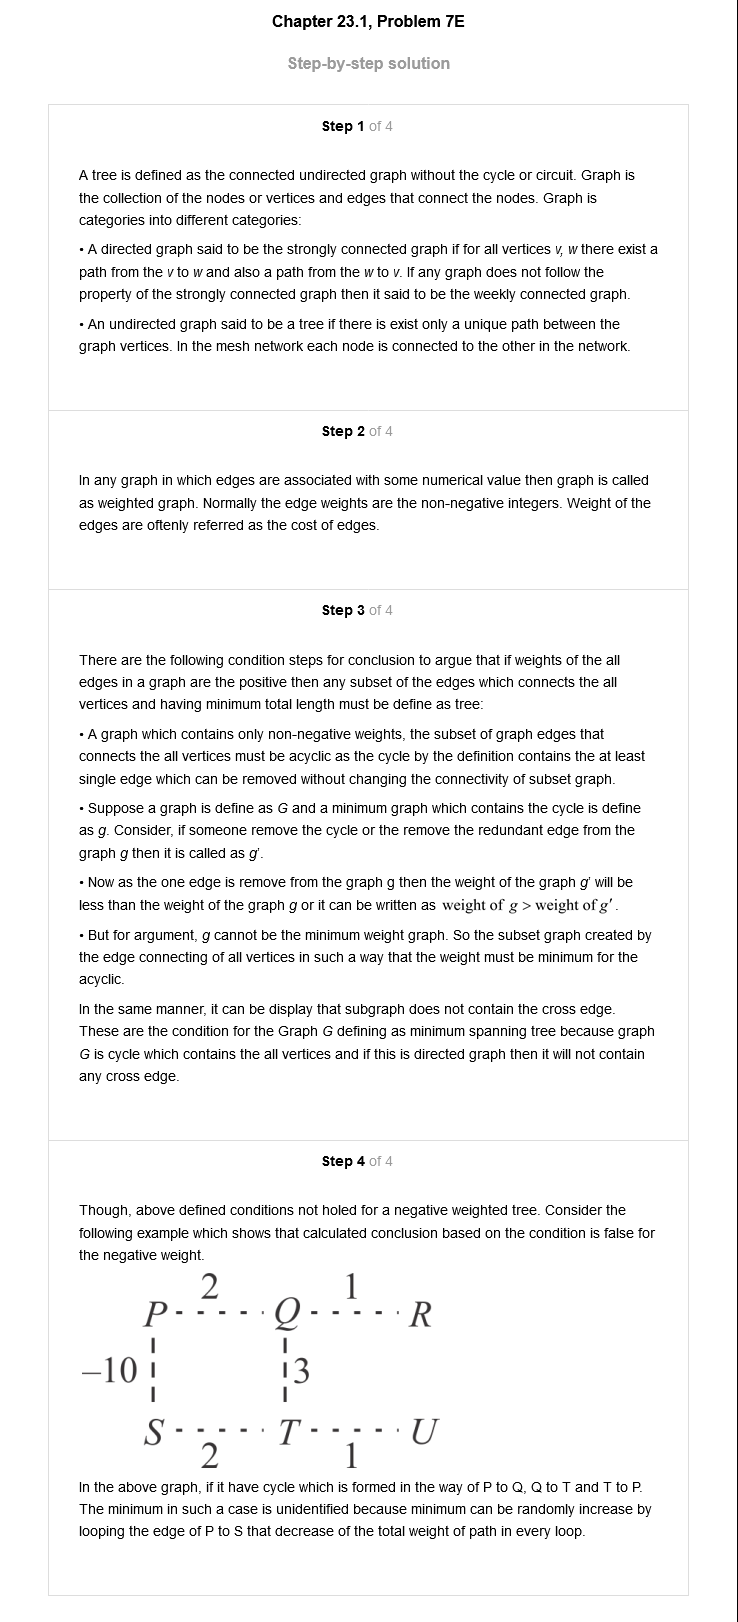 Chapter 23.1, Problem 7E
Step-by-step solution
Step 1 of 4
A tree is defined as the connected undirected graph without the cycle or circuit. Graph is
the collection of the nodes or vertices and edges that connect the nodes. Graph is
categories into different categories:
• A directed graph said to be the strongly connected graph if for all vertices v, w there exist a
path from the v to w and also a path from the w to v. If any graph does not follow the
property of the strongly connected graph then it said to be the weekly connected graph.
• An undirected graph said to be a tree if there is exist only a unique path between the
graph vertices. In the mesh network each node is connected to the other in the network.
Step 2 of 4
In any graph in which edges are associated with some numerical value then graph is called
as weighted graph. Normally the edge weights are the non-negative integers. Weight of the
edges are oftenly referred as the cost of edges.
Step 3 of 4
There are the following condition steps for conclusion to argue that if weights of the all
edges in a graph are the positive then any subset of the edges which connects the all
vertices and having minimum total length must be define as tree:
• A graph which contains only non-negative weights, the subset of graph edges that
connects the all vertices must be acyclic as the cycle by the definition contains the at least
single edge which can be removed without changing the connectivity of subset graph.
• Suppose a graph is define as G and a minimum graph which contains the cycle is define
as g. Consider, if someone remove the cycle or the remove the redundant edge from the
graph g then it is called as g'.
• Now as the one edge is remove from the graph g then the weight of the graph g' will be
less than the weight of the graph g or it can be written as weight of g > weight of g'.
• But for argument, g cannot be the minimum weight graph. So the subset graph created by
the edge connecting of all vertices in such a way that the weight must be minimum for the
acyclic.
In the same manner, it can be display that subgraph does not contain the cross edge.
These are the condition for the Graph G defining as minimum spanning tree because graph
G is cycle which contains the all vertices and if this is directed graph then it will not contain
any cross edge.
Step 4 of 4
Though, above defined conditions not holed for a negative weighted tree. Consider the
following example which shows that calculated conclusion based on the condition is false for
the negative weight.
2 1
P Q R
–10 3
S T U
2 1
In the above graph, if it have cycle which is formed in the way of P to Q, Q to T and T to P.
The minimum in such a case is unidentified because minimum can be randomly increase by
looping the edge of P to S that decrease of the total weight of path in every loop.